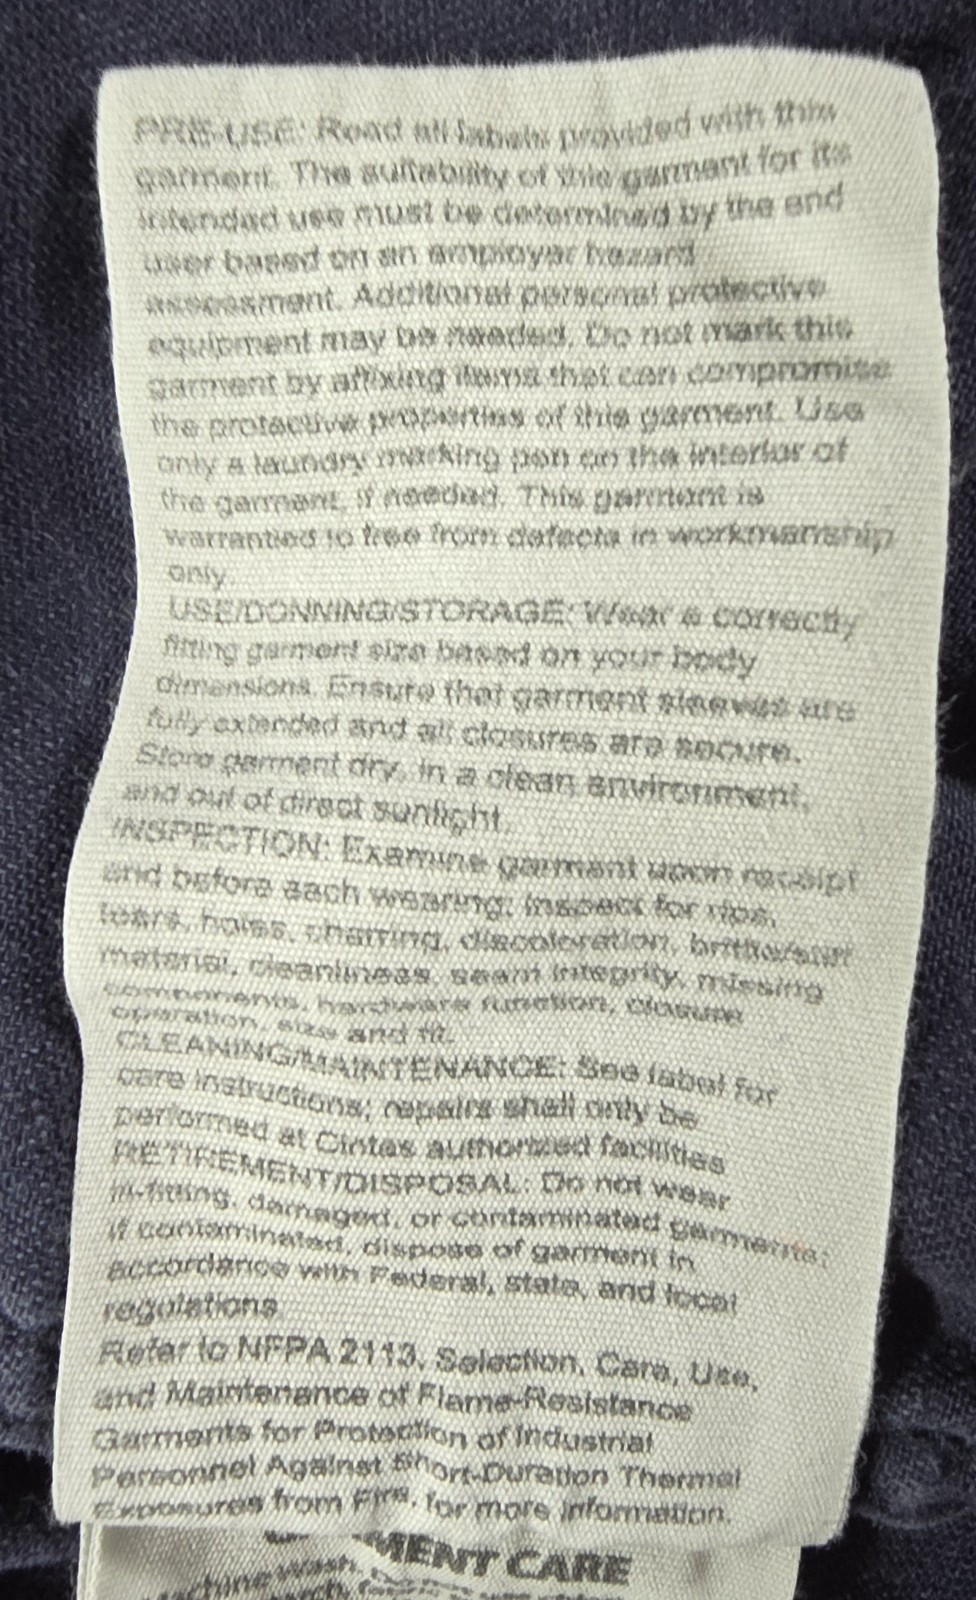 PRE-USE: Read all labels provided with this
garment. The suitability of this garment for its
intended use must be determined by the end
user based on an employer hazard
assessment. Additional personal protective
equipment may be needed. Do not mark this
garment by affixing items that can compromise
the protective properties of this garment. Use
only a laundry marking pen on the interior of
the garment, if needed. This garment is
warrantied to free from defects in workmanship
only.
USE/DONNING/STORAGE: Wear a correctly
fitting garment size based on your body
dimensions. Ensure that garment sleeves are
fully extended and all closures are secure.
Store garment dry, in a clean environment,
and out of direct sunlight.
INSPECTION: Examine garment upon receipt
and before each wearing; inspect for rips,
tears, holes, charring, discoloration, brittle/stiff
material, cleanliness, seam integrity, missing
components, hardware function, closure
operation, size and fit.
CLEANING/MAINTENANCE: See label for
care instructions; repairs shall only be
performed at Cintas authorized facilities
RETIREMENT/DISPOSAL: Do not wear
ill-fitting, damaged, or contaminated garments;
if contaminated, dispose of garment in
accordance with Federal, state, and local
regulations
Refer to NFPA 2113, Selection, Care, Use,
and Maintenance of Flame-Resistance
Garments for Protection of Industrial
Personnel Against Short-Duration Thermal
Exposures from Fire, for more information.
MENT CARE
Machine Wash,